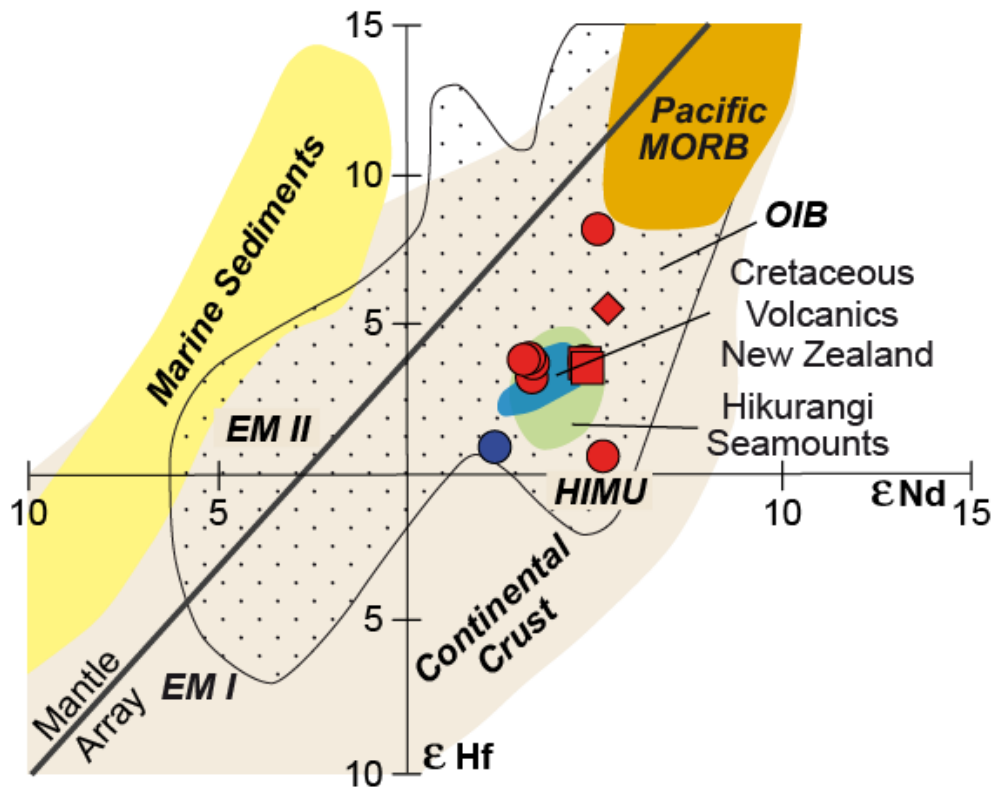 15
Pacific
MORB
10
Marine Sediments
OIB
Cretaceous
Volcanics
New Zealand
5
EM II
Hikurangi
Seamounts
HIMU
10
5
10
15
εNd
Continental
Crust
5
Mantle
Array
EM I
10
ε Hf